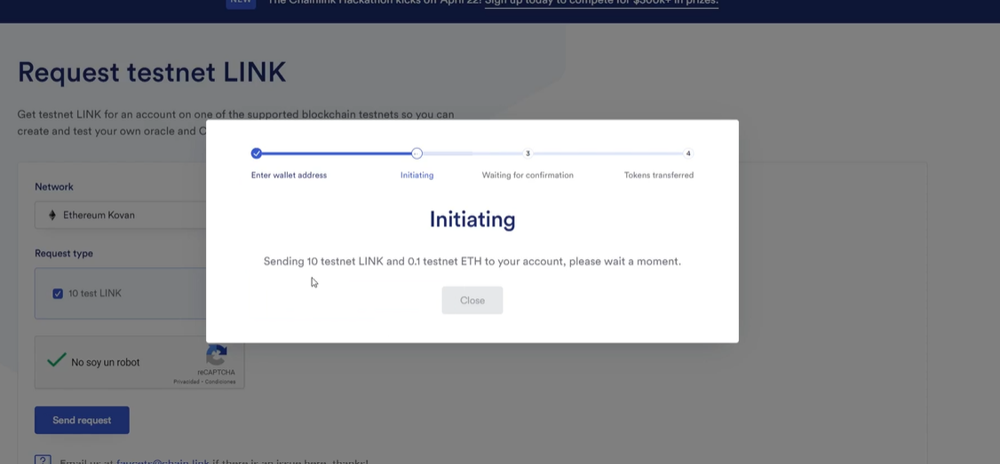 NEW The Chainlink Hackathon kicks off April 22! Sign up today to compete for $500k+ in prizes.
Request testnet LINK
Get testnet LINK for an account on one of the supported blockchain testnets so you can
create and test your own oracle and C
3 4
Enter wallet address Initiating Waiting for confirmation Tokens transferred
Initiating
Sending 10 testnet LINK and 0.1 testnet ETH to your account, please wait a moment.
Close
Network
Ethereum Kovan
Request type
10 test LINK
No soy un robot
reCAPTCHA
Privacidad - Condiciones
Send request
? Email us at faucets@chain.link if there is an issue here, thanks!